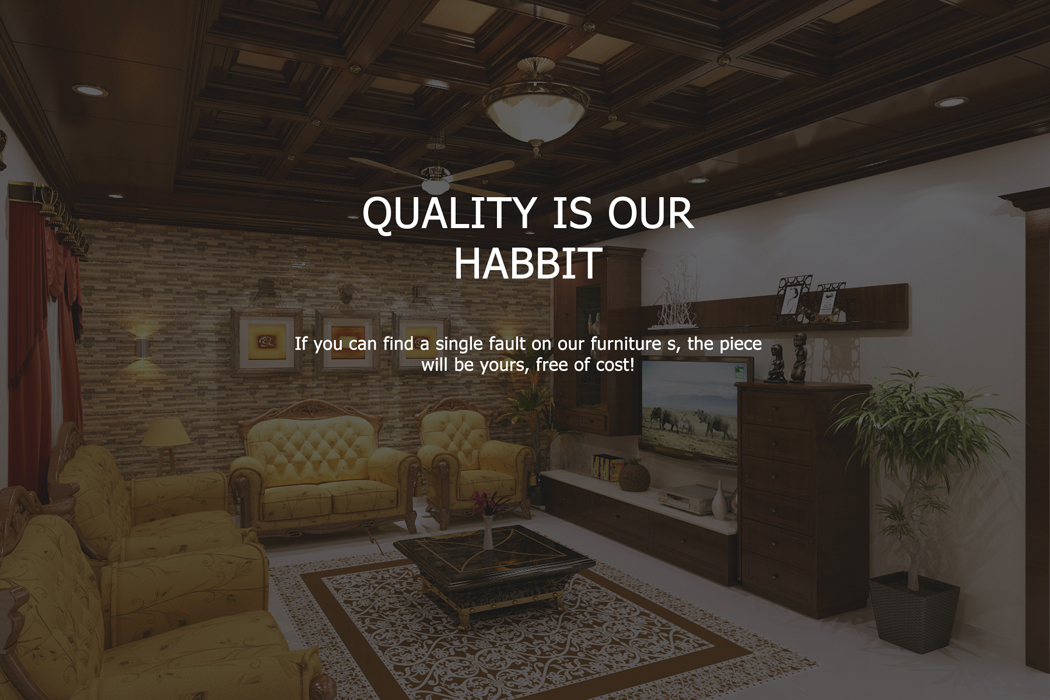 QUALITY IS OUR
HABBIT
If you can find a single fault on our furniture s, the piece
will be yours, free of cost!